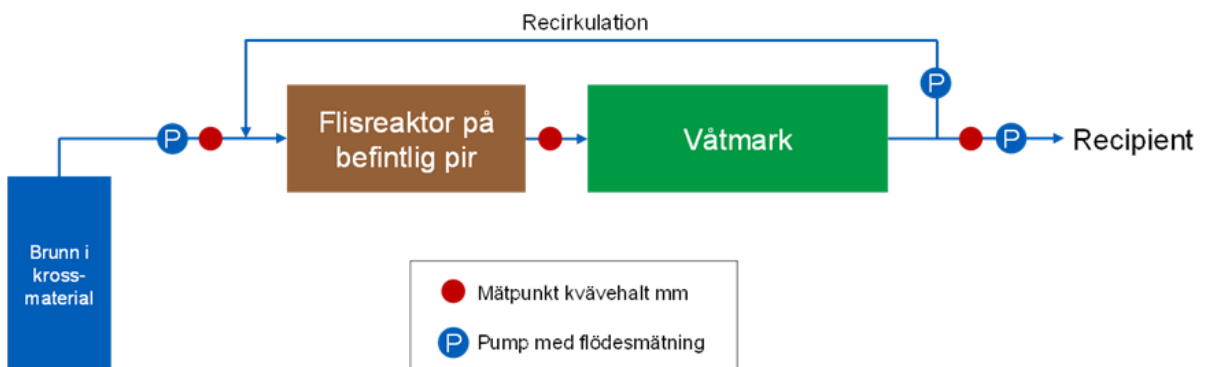 Recirkulation
P
P
Flisreaktor på
befintlig pir
Våtmark
P
Recipient
Brunn i
kross-
material
Mätpunkt kvävehalt mm
P Pump med flödesmätning